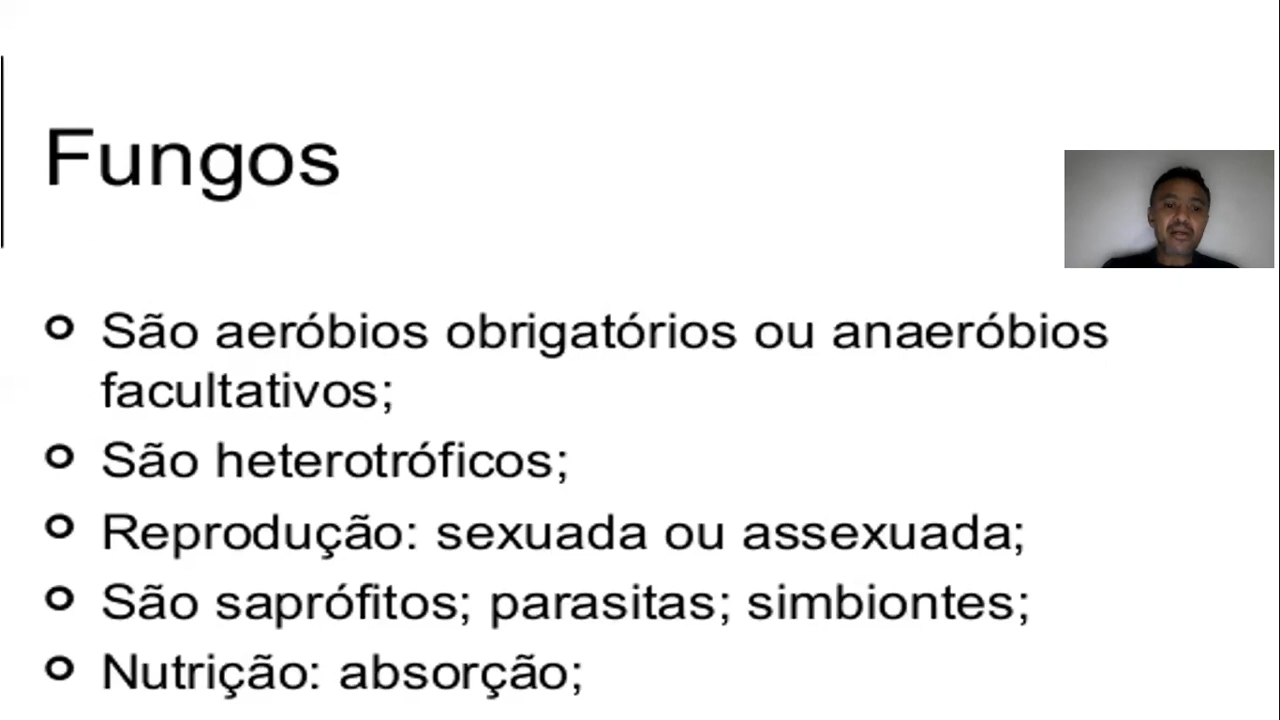 Fungos
São aeróbios obrigatórios ou anaeróbios
facultativos;
São heterotróficos;
Reprodução: sexuada ou assexuada;
São saprófitos; parasitas; simbiontes;
Nutrição: absorção;